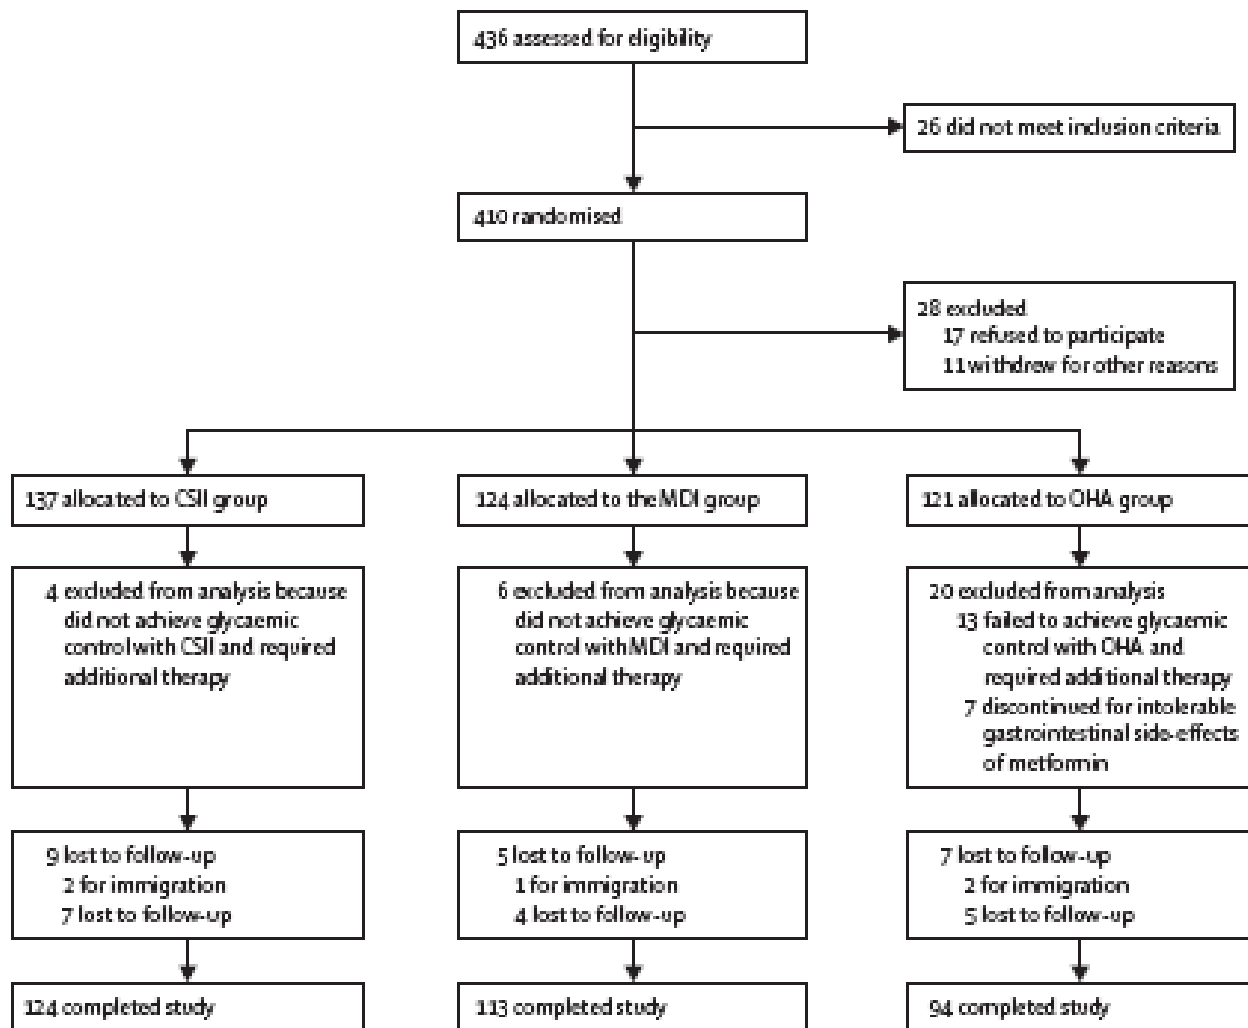 436 assessed for eligibility
26 did not meet inclusion criteria
410 randomised
28 excluded
17 refused to participate
11 withdrew for other reasons
137 allocated to CSII group
124 allocated to the MDI group
121 allocated to OHA group
4 excluded from analysis because
did not achieve glycaemic
control with CSII and required
additional therapy
6 excluded from analysis because
did not achieve glycaemic
control with MDI and required
additional therapy
20 excluded from analysis
13 failed to achieve glycaemic
control with OHA and
required additional therapy
7 discontinued for intolerable
gastrointestinal side-effects
of metformin
9 lost to follow-up
2 for immigration
7 lost to follow-up
5 lost to follow-up
1 for immigration
4 lost to follow-up
7 lost to follow-up
2 for immigration
5 lost to follow-up
124 completed study
113 completed study
94 completed study